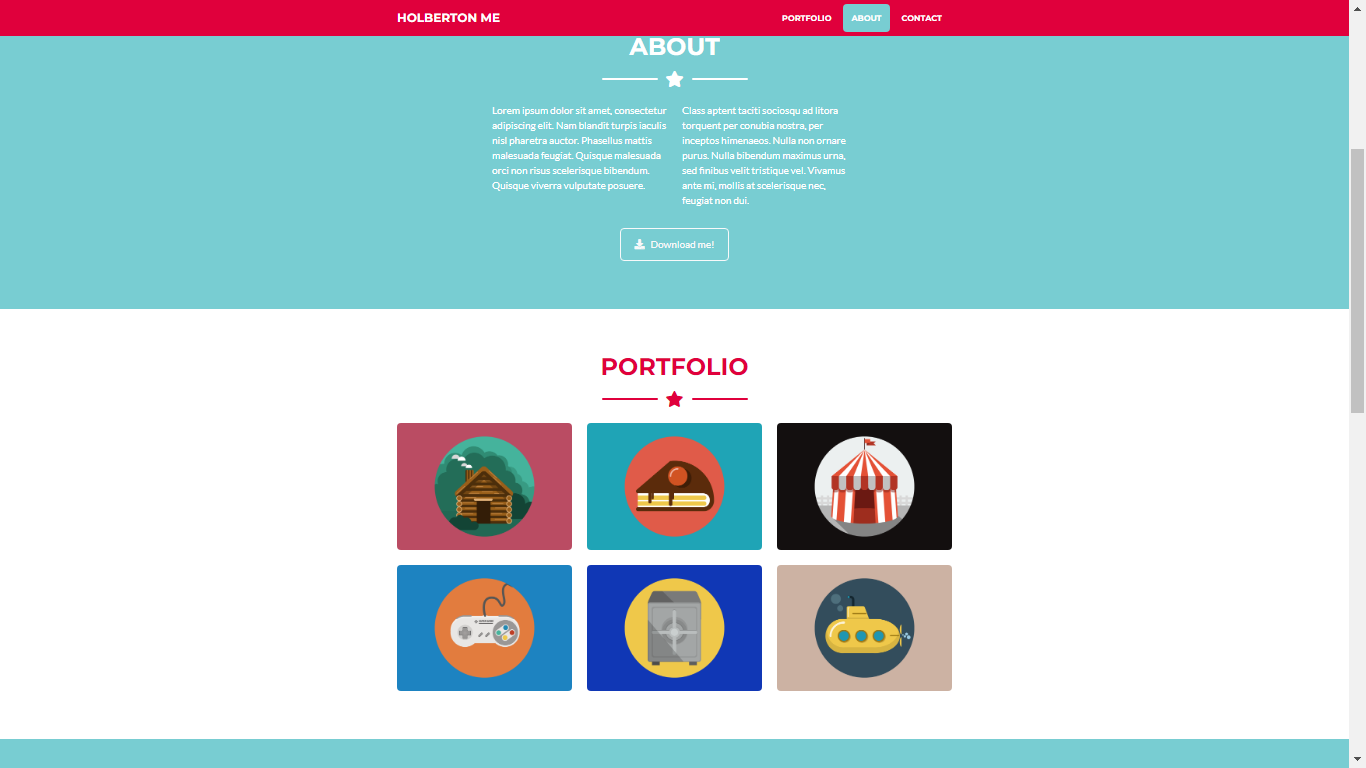 HOLBERTON ME
PORTFOLIO
ABOUT
CONTACT
ABOUT
Lorem ipsum dolor sit amet, consectetur
adipiscing elit. Nam blandit turpis iaculis
nisl pharetra auctor. Phasellus mattis
malesuada feugiat. Quisque malesuada
orci non risus scelerisque bibendum.
Quisque viverra vulputate posuere.
Class aptent taciti sociosqu ad litora
torquent per conubia nostra, per
inceptos himenaeos. Nulla non ornare
purus. Nulla bibendum maximus urna,
sed finibus velit tristique vel. Vivamus
ante mi, mollis at scelerisque nec,
feugiat non dui.
Download me!
PORTFOLIO